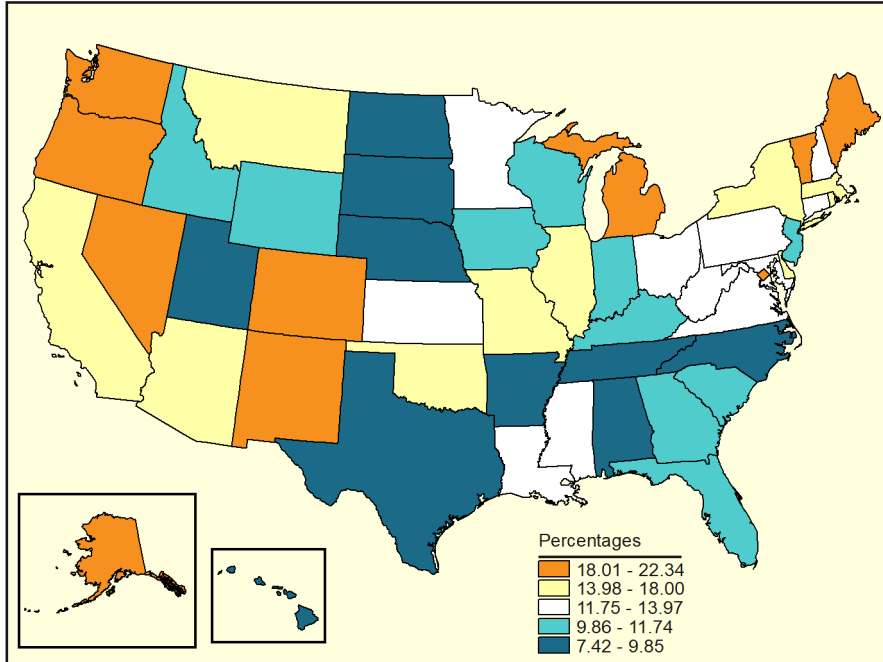 Percentages
18.01 - 22.34
13.98 - 18.00
11.75 - 13.97
9.86 - 11.74
7.42 - 9.85